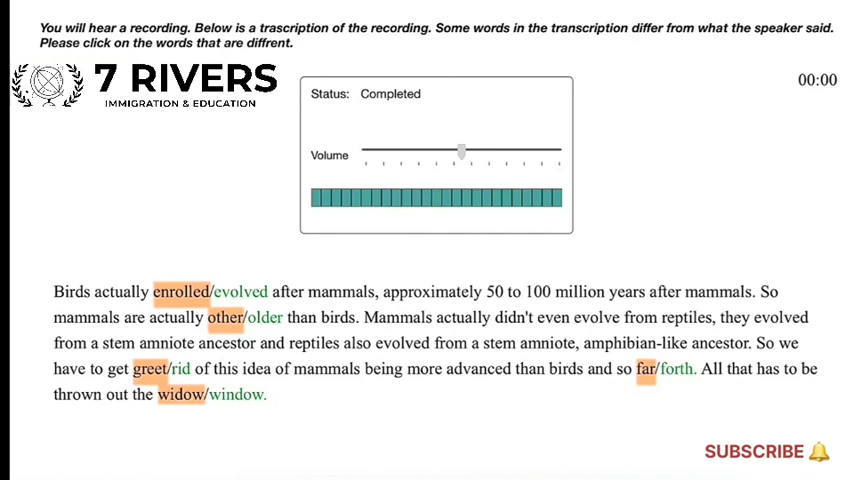 You will hear a recording. Below is a trascription of the recording. Some words in the transcription differ from what the speaker said.
Please click on the words that are diffrent.
7 RIVERS
IMMIGRATION & EDUCATION
00:00
Status: Completed
Volume
Birds actually enrolled/evolved after mammals, approximately 50 to 100 million years after mammals. So
mammals are actually other/older than birds. Mammals actually didn't even evolve from reptiles, they evolved
from a stem amniote ancestor and reptiles also evolved from a stem amniote, amphibian-like ancestor. So we
have to get greet/rid of this idea of mammals being more advanced than birds and so far/forth. All that has to be
thrown out the widow/window.
SUBSCRIBE